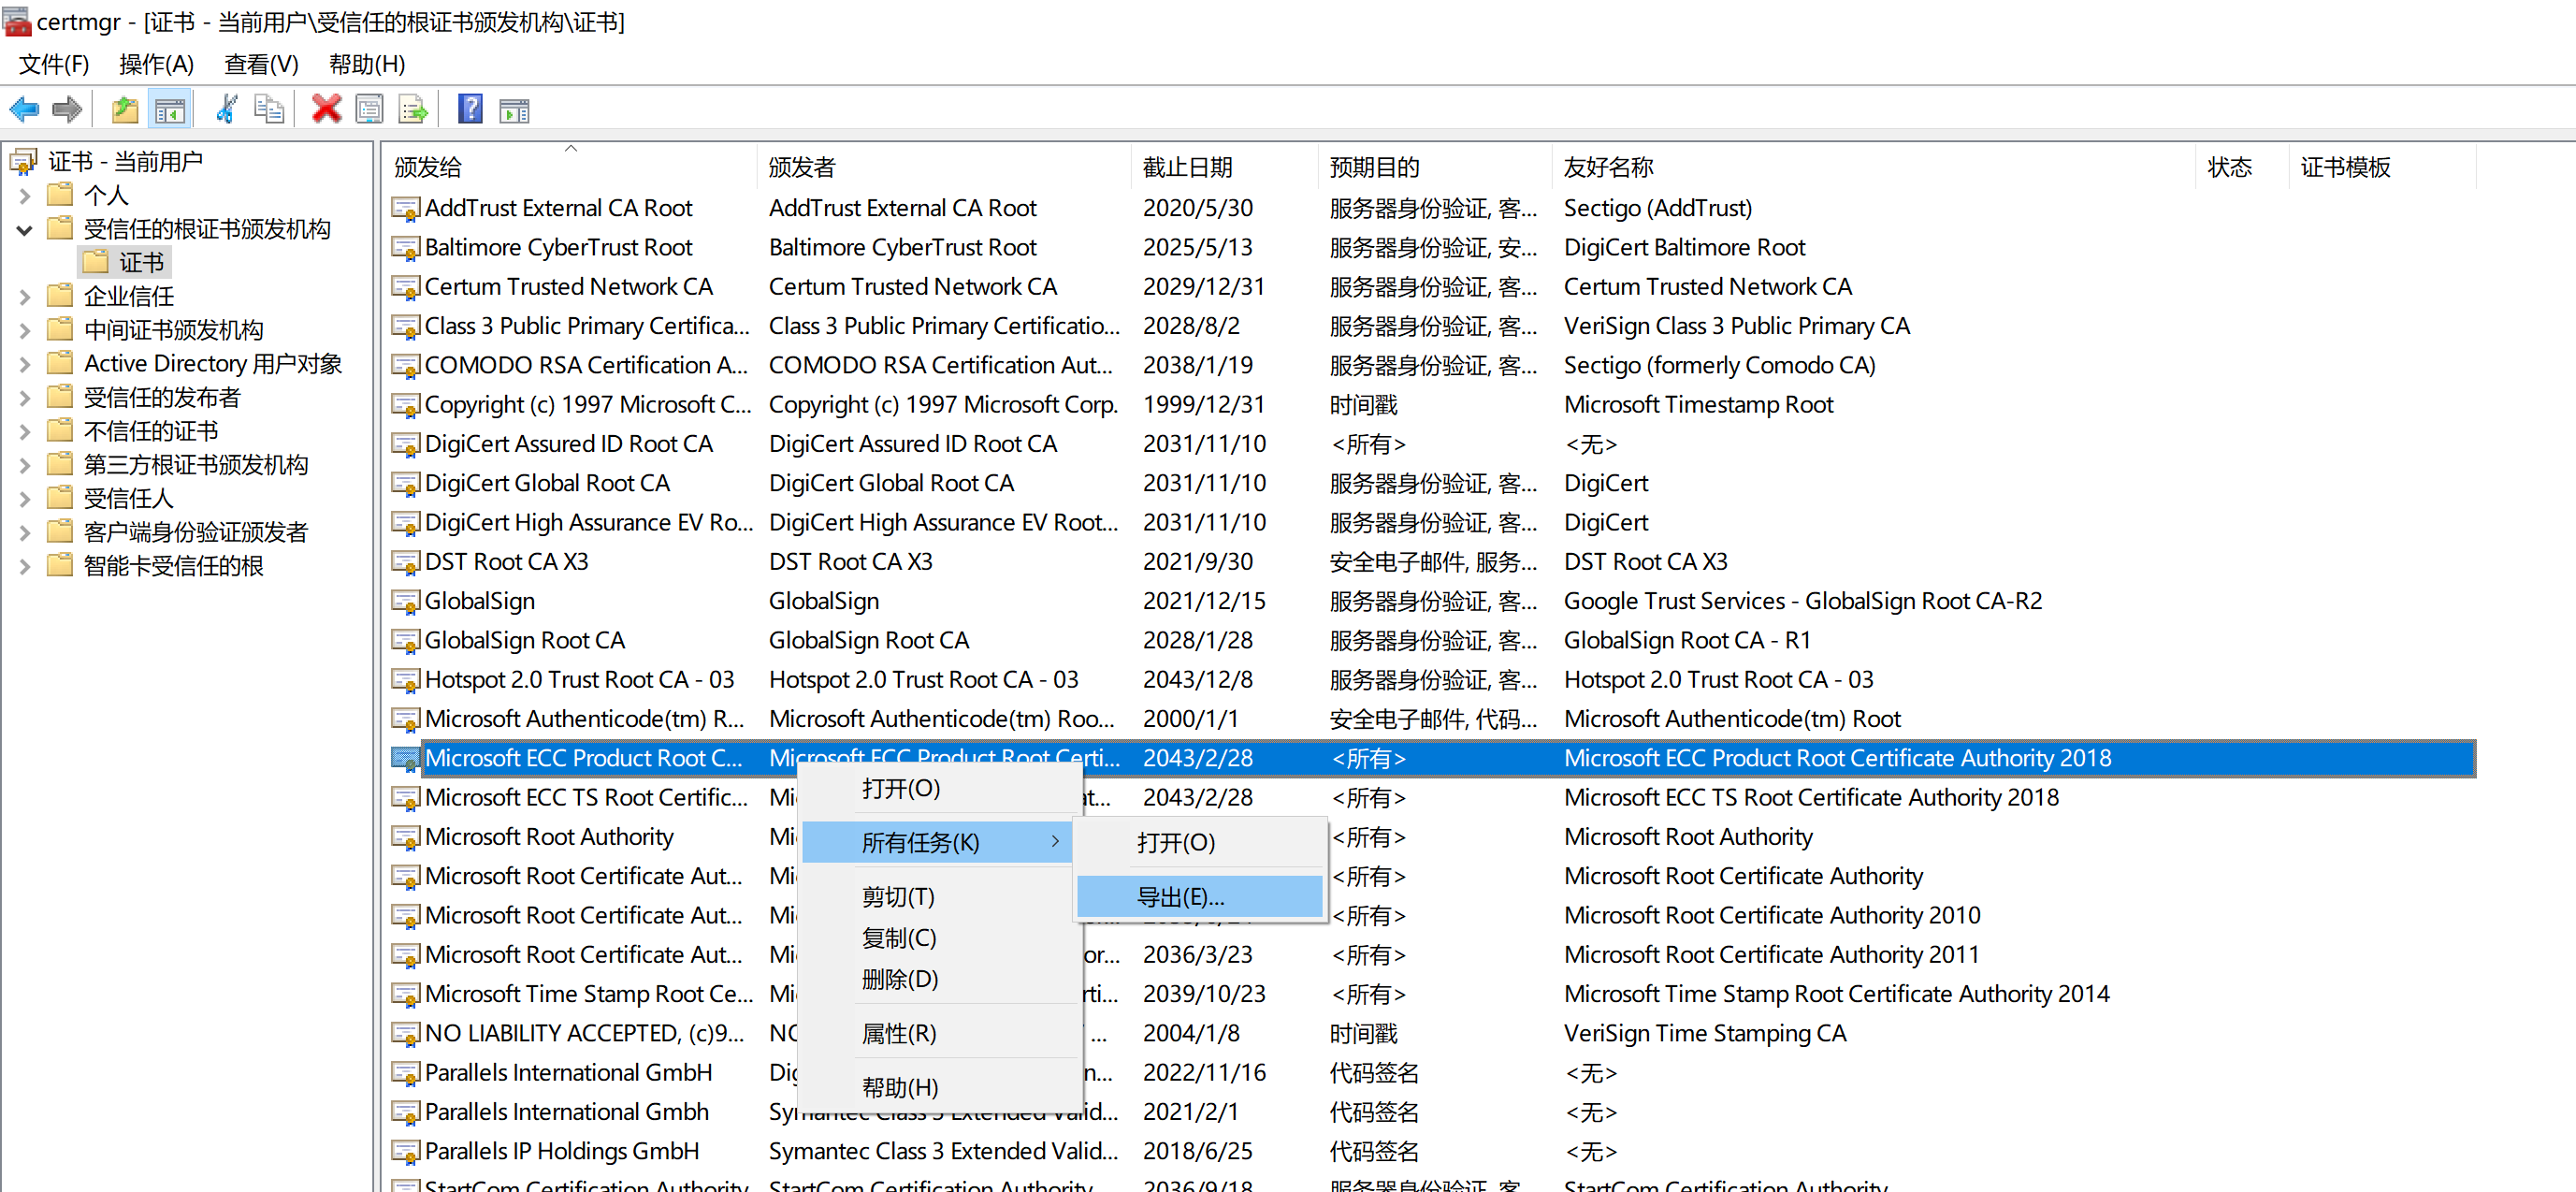 certmgr - [证书 - 当前用户\受信任的根证书颁发机构\证书]
文件(F) 操作(A) 查看(V) 帮助(H)
证书 - 当前用户
个人
受信任的根证书颁发机构
证书
企业信任
中间证书颁发机构
Active Directory 用户对象
受信任的发布者
不信任的证书
第三方根证书颁发机构
受信任人
客户端身份验证颁发者
智能卡受信任的根
颁发给 颁发者 截止日期 预期目的 友好名称 状态 证书模板
AddTrust External CA Root AddTrust External CA Root 2020/5/30 服务器身份验证, 客... Sectigo (AddTrust)
Baltimore CyberTrust Root Baltimore CyberTrust Root 2025/5/13 服务器身份验证, 安... DigiCert Baltimore Root
Certum Trusted Network CA Certum Trusted Network CA 2029/12/31 服务器身份验证, 客... Certum Trusted Network CA
Class 3 Public Primary Certifica... Class 3 Public Primary Certificatio... 2028/8/2 服务器身份验证, 客... VeriSign Class 3 Public Primary CA
COMODO RSA Certification A... COMODO RSA Certification Aut... 2038/1/19 服务器身份验证, 客... Sectigo (formerly Comodo CA)
Copyright (c) 1997 Microsoft C... Copyright (c) 1997 Microsoft Corp. 1999/12/31 时间戳 Microsoft Timestamp Root
DigiCert Assured ID Root CA DigiCert Assured ID Root CA 2031/11/10 <所有> <无>
DigiCert Global Root CA DigiCert Global Root CA 2031/11/10 服务器身份验证, 客... DigiCert
DigiCert High Assurance EV Ro... DigiCert High Assurance EV Root... 2031/11/10 服务器身份验证, 客... DigiCert
DST Root CA X3 DST Root CA X3 2021/9/30 安全电子邮件, 服务... DST Root CA X3
GlobalSign GlobalSign 2021/12/15 服务器身份验证, 客... Google Trust Services - GlobalSign Root CA-R2
GlobalSign Root CA GlobalSign Root CA 2028/1/28 服务器身份验证, 客... GlobalSign Root CA - R1
Hotspot 2.0 Trust Root CA - 03 Hotspot 2.0 Trust Root CA - 03 2043/12/8 服务器身份验证, 客... Hotspot 2.0 Trust Root CA - 03
Microsoft Authenticode(tm) R... Microsoft Authenticode(tm) Roo... 2000/1/1 安全电子邮件, 代码... Microsoft Authenticode(tm) Root
Microsoft ECC Product Root C... Microsoft ECC Product Root Certi... 2043/2/28 <所有> Microsoft ECC Product Root Certificate Authority 2018
Microsoft ECC TS Root Certific... 2043/2/28 <所有> Microsoft ECC TS Root Certificate Authority 2018
Microsoft Root Authority <所有> Microsoft Root Authority
Microsoft Root Certificate Aut... <所有> Microsoft Root Certificate Authority
Microsoft Root Certificate Aut... <所有> Microsoft Root Certificate Authority 2010
Microsoft Root Certificate Aut... 2036/3/23 <所有> Microsoft Root Certificate Authority 2011
Microsoft Time Stamp Root Ce... 2039/10/23 <所有> Microsoft Time Stamp Root Certificate Authority 2014
NO LIABILITY ACCEPTED, (c)9... 2004/1/8 时间戳 VeriSign Time Stamping CA
Parallels International GmbH 2022/11/16 代码签名 <无>
Parallels International Gmbh Symantec Class 3 Extended Valid... 2021/2/1 代码签名 <无>
Parallels IP Holdings GmbH Symantec Class 3 Extended Valid... 2018/6/25 代码签名 <无>
StartCom Certification Authority StartCom Certification Authority 2036/9/18 服务器身份验证, 客... StartCom Certification Authority
打开(O)
所有任务(K)
剪切(T)
复制(C)
删除(D)
属性(R)
帮助(H)
打开(O)
导出(E)...